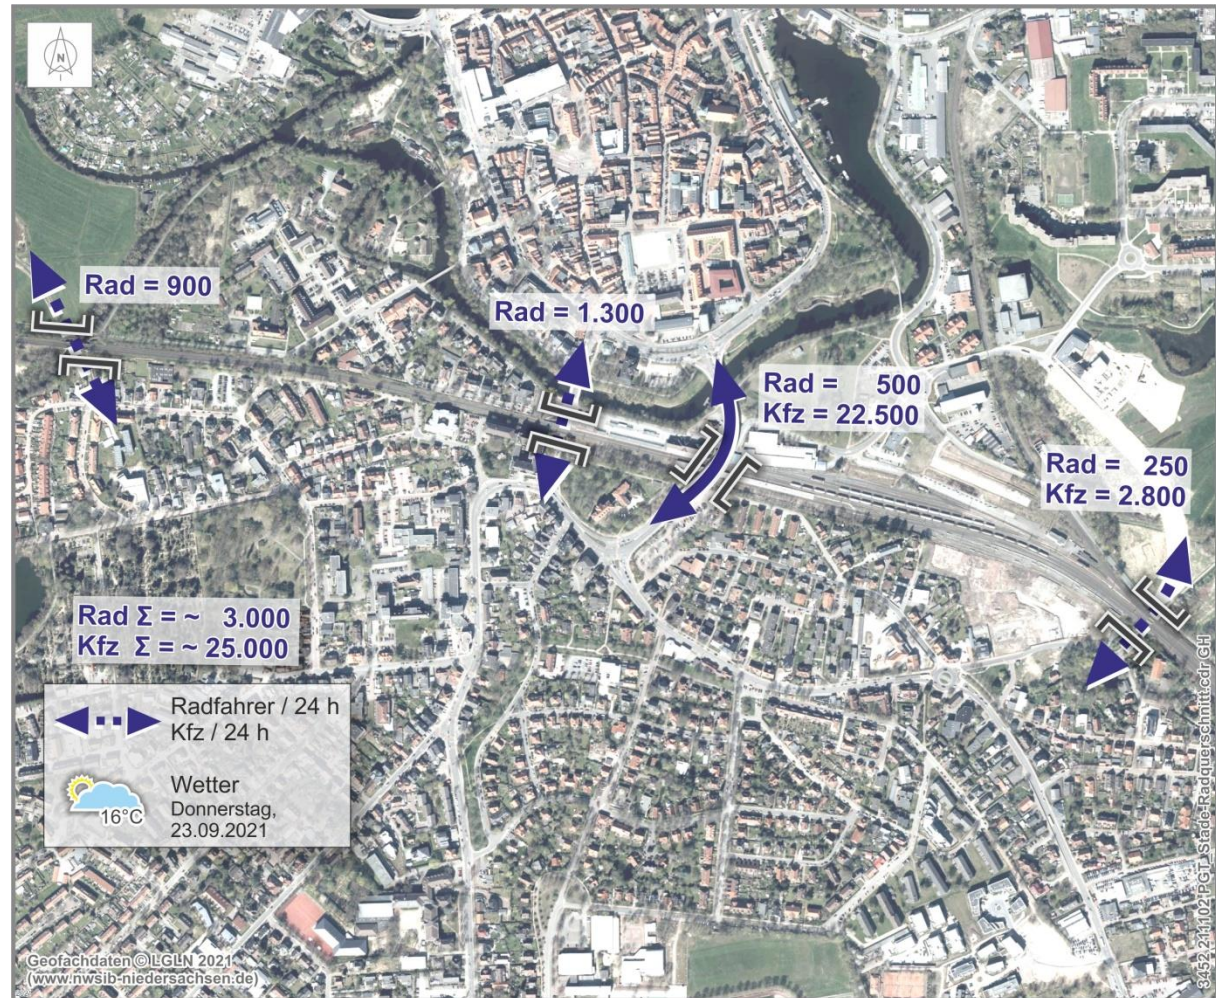 N
Rad = 900
Rad = 1.300
Rad = 500
Kfz = 22.500
Rad = 250
Kfz = 2.800
Rad Σ = ~ 3.000
Kfz Σ = ~ 25.000
Radfahrer / 24 h
Kfz / 24 h
16°C
Wetter
Donnerstag,
23.09.2021
Geofachdaten © LGLN 2021
(www.nwsib-niedersachsen.de)
3452.211102.PGT_Stade-Radquerschnitt.cdr GH